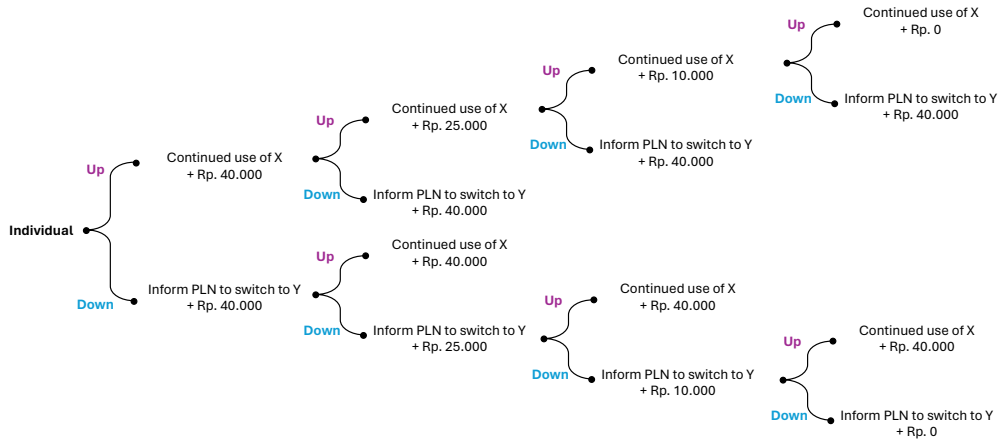 Individual
Up
Continued use of X
+ Rp. 40.000
Down
Inform PLN to switch to Y
+ Rp. 40.000
Up
Continued use of X
+ Rp. 25.000
Down
Inform PLN to switch to Y
+ Rp. 40.000
Up
Continued use of X
+ Rp. 10.000
Down
Inform PLN to switch to Y
+ Rp. 40.000
Up
Continued use of X
+ Rp. 0
Down
Inform PLN to switch to Y
+ Rp. 40.000
Up
Continued use of X
+ Rp. 40.000
Down
Inform PLN to switch to Y
+ Rp. 25.000
Up
Continued use of X
+ Rp. 40.000
Down
Inform PLN to switch to Y
+ Rp. 10.000
Up
Continued use of X
+ Rp. 40.000
Down
Inform PLN to switch to Y
+ Rp. 0